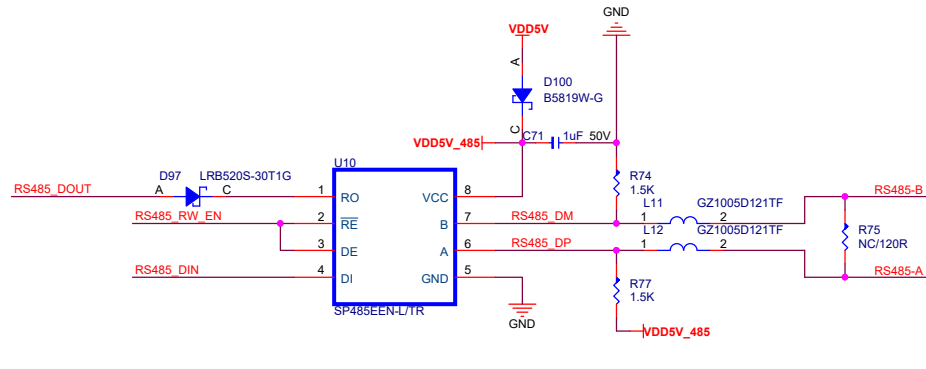 GND
VDD5V
A
D100
B5819W-G
C
C71 1uF 50V
VDD5V_485
U10
D97 LRB520S-30T1G
RS485_DOUT
A C
1 RO
VCC 8
R74
1.5K
RS485_RW_EN
2 RE
B 7
RS485_DM
L11 GZ1005D121TF
1 2
RS485-B
3 DE
A 6
RS485_DP
L12 GZ1005D121TF
1 2
R75
NC/120R
RS485_DIN
4 DI
GND 5
RS485-A
R77
1.5K
SP485EEN-L/TR
GND
VDD5V_485